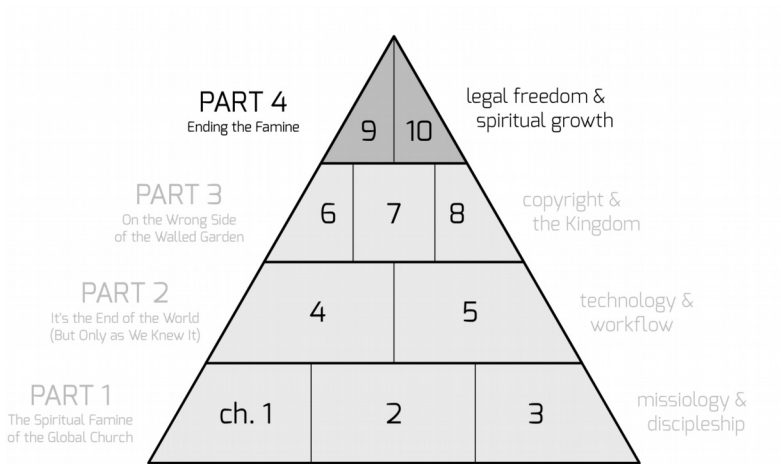 PART 4
Ending the Famine
9
10
legal freedom &
spiritual growth
PART 3
On the Wrong Side
of the Walled Garden
6
7
8
copyright &
the Kingdom
PART 2
It's the End of the World
(But Only as We Knew It)
4
5
technology &
workflow
PART 1
The Spiritual Famine
of the Global Church
ch. 1
2
3
missiology &
discipleship